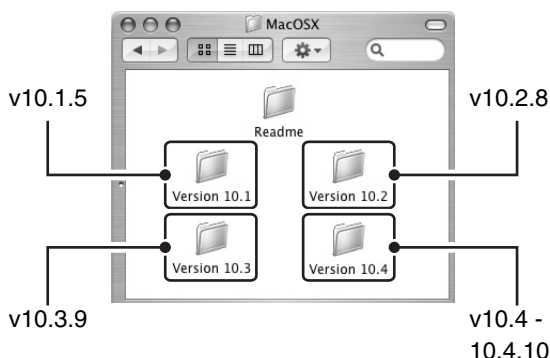 MacOSX
v10.1.5
v10.2.8
Readme
Version 10.1
Version 10.2
Version 10.3
Version 10.4
v10.3.9
v10.4 -
10.4.10